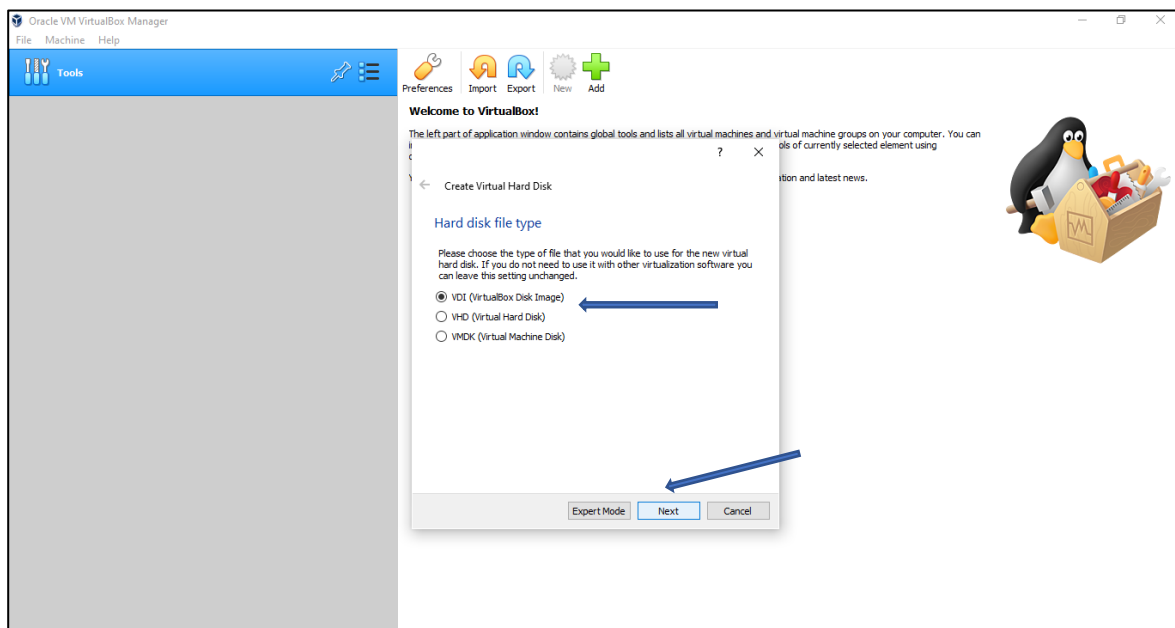 Oracle VM VirtualBox Manager
File Machine Help
Tools
Preferences Import Export New Add
Welcome to VirtualBox!
The left part of application window contains global tools and lists all virtual machines and virtual machine groups on your computer. You can
ols of currently selected element using
ation and latest news.
Create Virtual Hard Disk
Hard disk file type
Please choose the type of file that you would like to use for the new virtual
hard disk. If you do not need to use it with other virtualization software you
can leave this setting unchanged.
VDI (VirtualBox Disk Image)
VHD (Virtual Hard Disk)
VMDK (Virtual Machine Disk)
Expert Mode Next Cancel